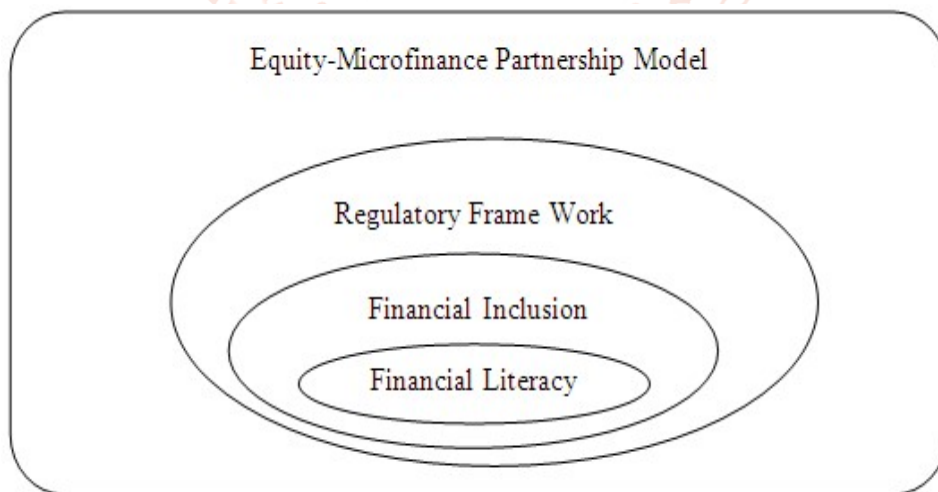 Equity-Microfinance Partnership Model
Regulatory Frame Work
Financial Inclusion
Financial Literacy